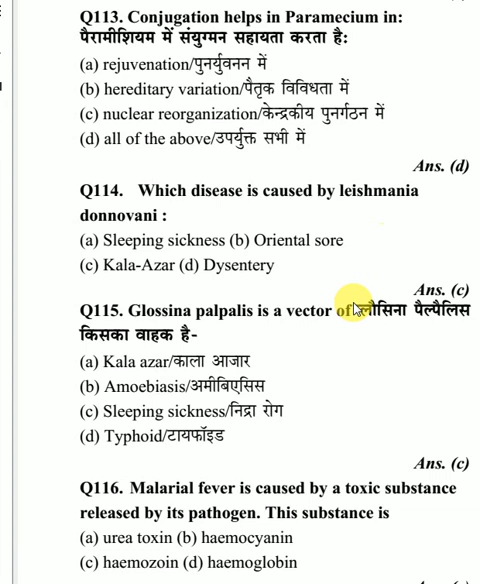 Q113. Conjugation helps in Paramecium in:
पैरामीशियम में संयुग्मन सहायता करता है:
(a) rejuvenation/पुनर्युवनन में
(b) hereditary variation/पैतृक विविधता में
(c) nuclear reorganization/केन्द्रकीय पुनर्गठन में
(d) all of the above/उपर्युक्त सभी में
Ans. (d)
Q114. Which disease is caused by leishmania
donnovani :
(a) Sleeping sickness (b) Oriental sore
(c) Kala-Azar (d) Dysentery
Ans. (c)
Q115. Glossina palpalis is a vector of पैल्पैलिस
किसका वाहक है-
(a) Kala azar/काला आजार
(b) Amoebiasis/अमीबिएसिस
(c) Sleeping sickness/निद्रा रोग
(d) Typhoid/टायफॉइड
Ans. (c)
Q116. Malarial fever is caused by a toxic substance
released by its pathogen. This substance is
(a) urea toxin (b) haemocyanin
(c) haemozoin (d) haemoglobin